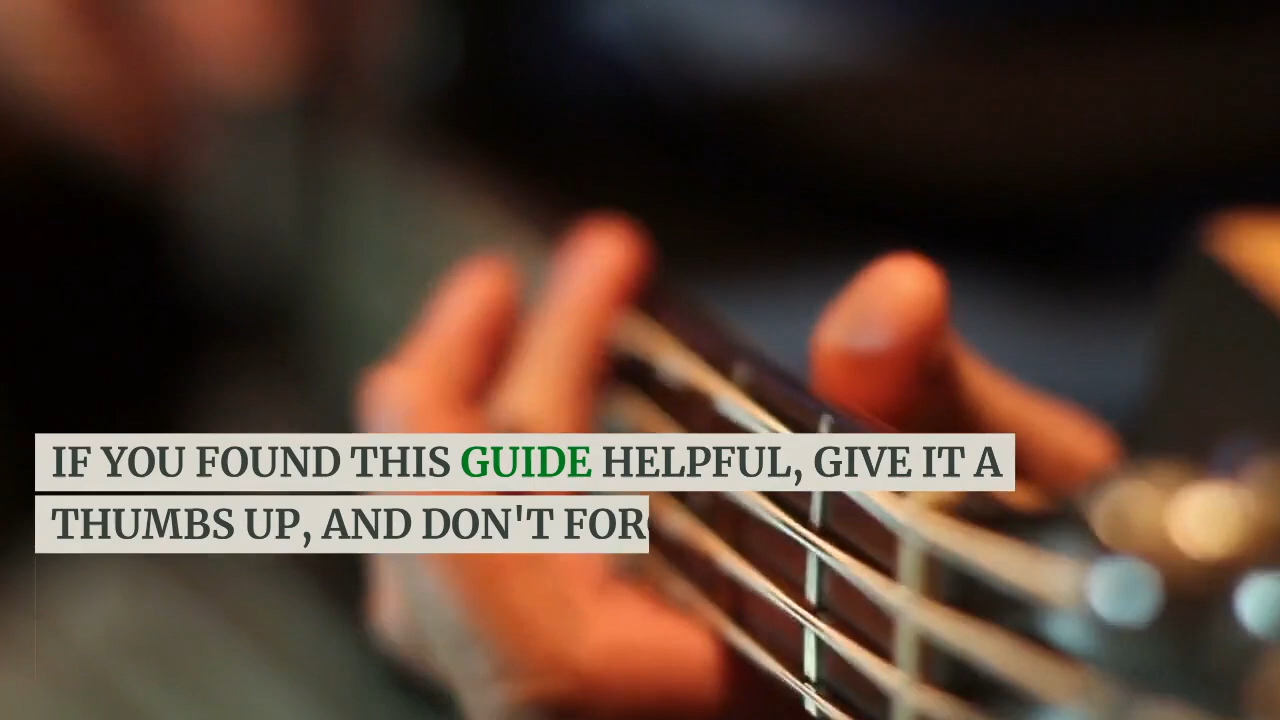 IF YOU FOUND THIS GUIDE HELPFUL, GIVE IT A
THUMBS UP, AND DON'T FOR